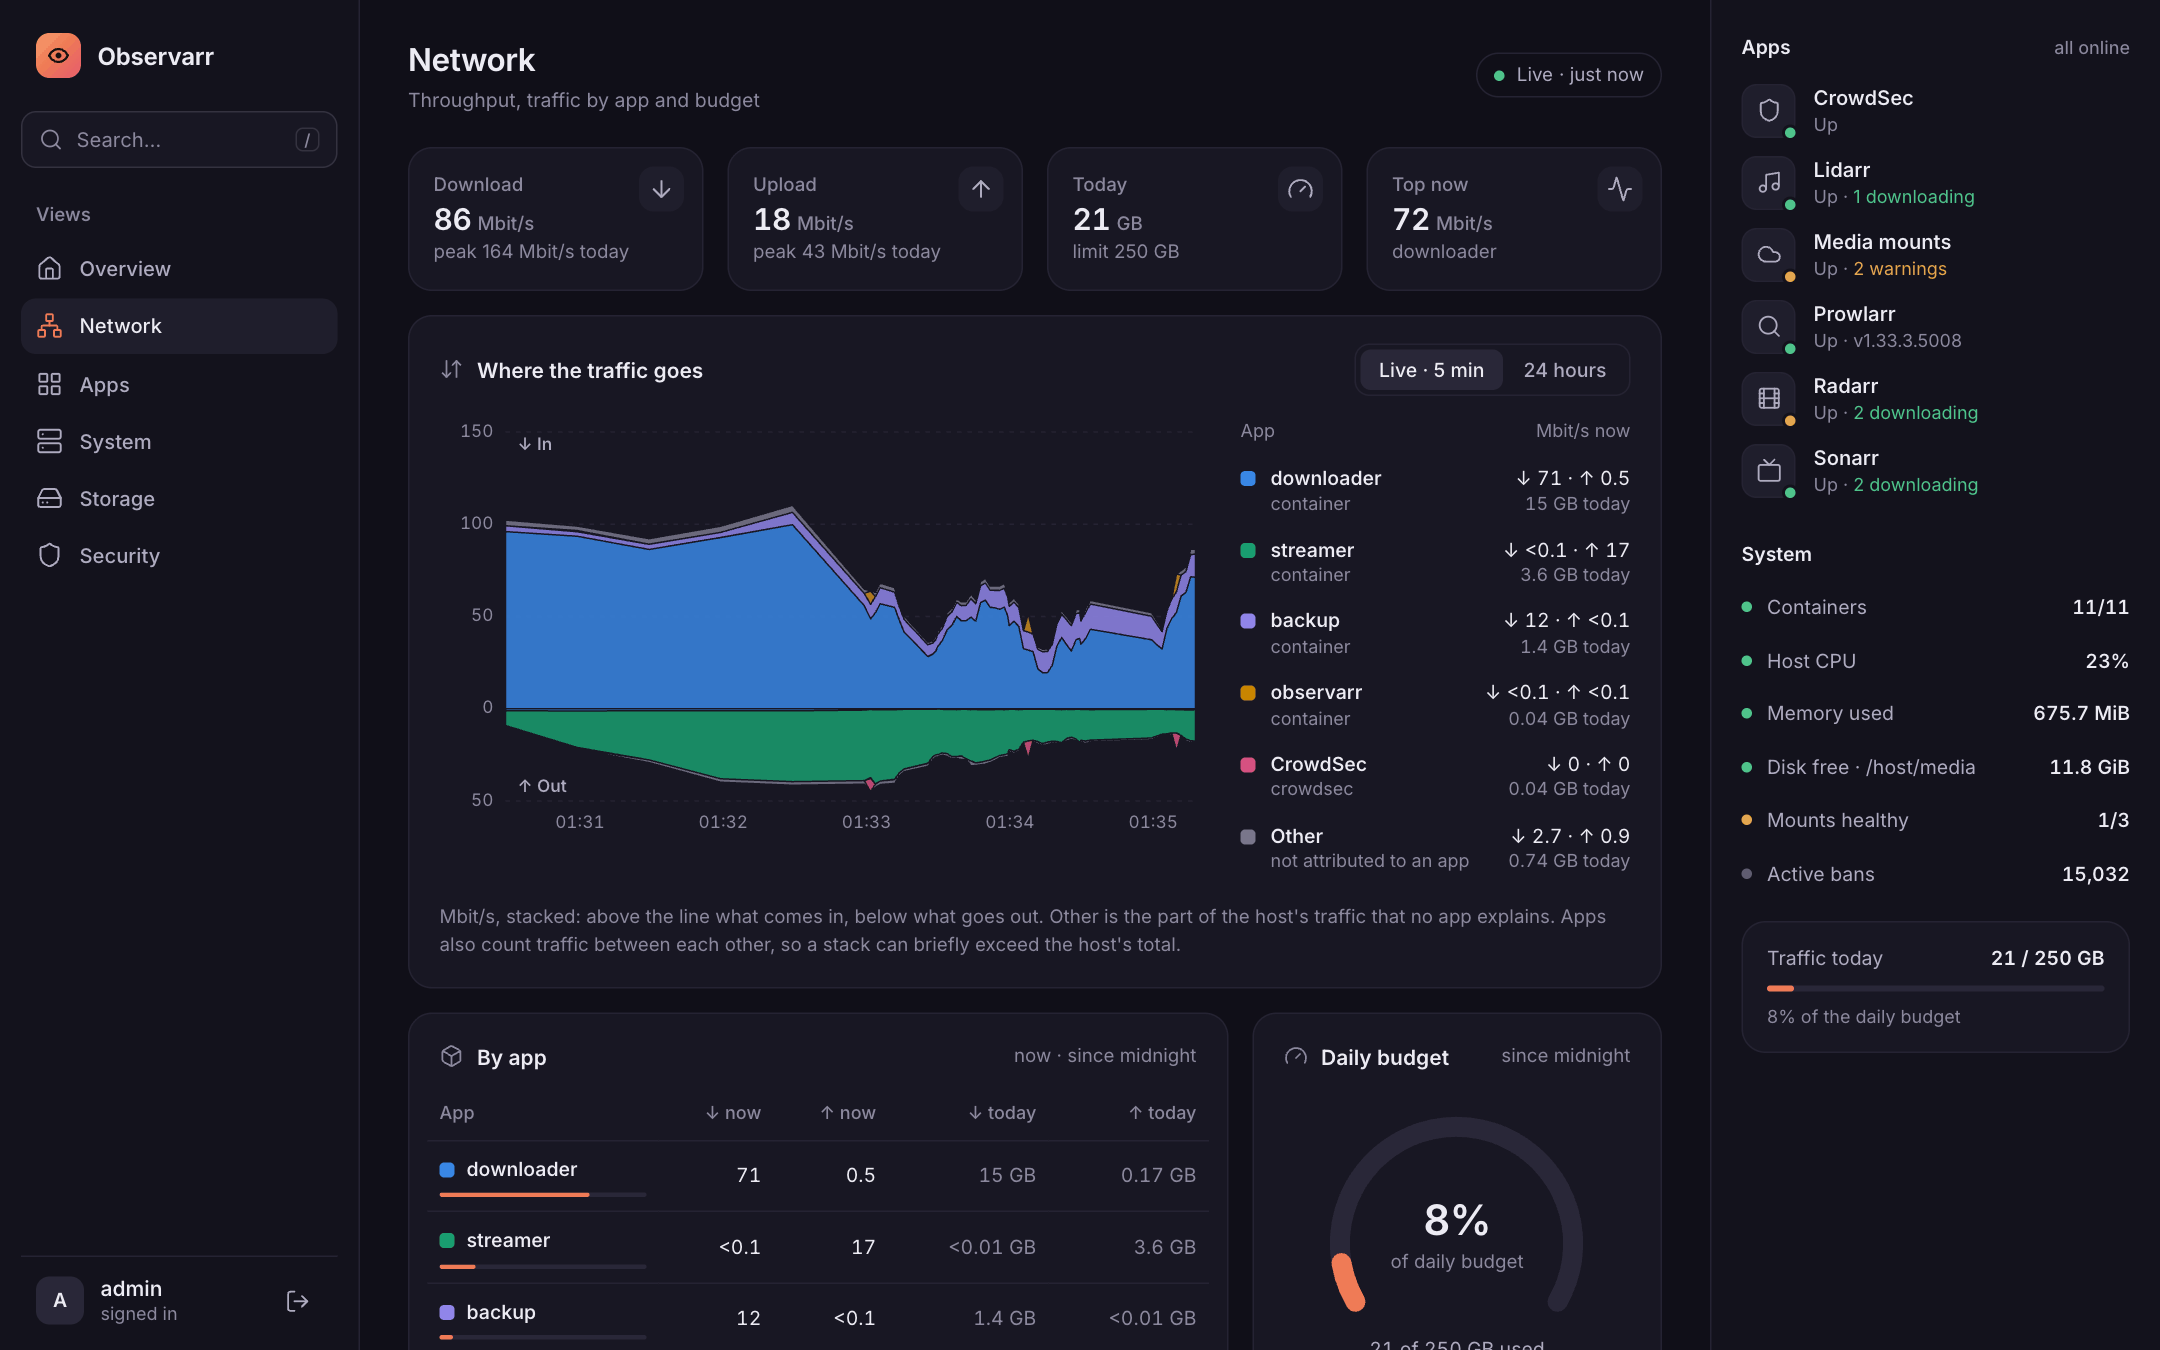 Observarr
Search... /
Views
Overview
Network
Apps
System
Storage
Security
A
admin
signed in
Network
Throughput, traffic by app and budget
Live · just now
Download
86 Mbit/s
peak 164 Mbit/s today
Upload
18 Mbit/s
peak 43 Mbit/s today
Today
21 GB
limit 250 GB
Top now
72 Mbit/s
downloader
Where the traffic goes
Live · 5 min 24 hours
150
↓ In
100
50
0
↑ Out
50
01:31 01:32 01:33 01:34 01:35
App Mbit/s now
downloader ↓ 71 · ↑ 0.5
container 15 GB today
streamer ↓ <0.1 · ↑ 17
container 3.6 GB today
backup ↓ 12 · ↑ <0.1
container 1.4 GB today
observarr ↓ <0.1 · ↑ <0.1
container 0.04 GB today
CrowdSec ↓ 0 · ↑ 0
crowdsec 0.04 GB today
Other ↓ 2.7 · ↑ 0.9
not attributed to an app 0.74 GB today
Mbit/s, stacked: above the line what comes in, below what goes out. Other is the part of the host's traffic that no app explains. Apps
also count traffic between each other, so a stack can briefly exceed the host's total.
By app now · since midnight
App ↓ now ↑ now ↓ today ↑ today
downloader 71 0.5 15 GB 0.17 GB
streamer <0.1 17 <0.01 GB 3.6 GB
backup 12 <0.1 1.4 GB <0.01 GB
Daily budget since midnight
8%
of daily budget
21 of 250 GB used
Apps all online
CrowdSec
Up
Lidarr
Up · 1 downloading
Media mounts
Up · 2 warnings
Prowlarr
Up · v1.33.3.5008
Radarr
Up · 2 downloading
Sonarr
Up · 2 downloading
System
Containers 11/11
Host CPU 23%
Memory used 675.7 MiB
Disk free · /host/media 11.8 GiB
Mounts healthy 1/3
Active bans 15,032
Traffic today 21 / 250 GB
8% of the daily budget